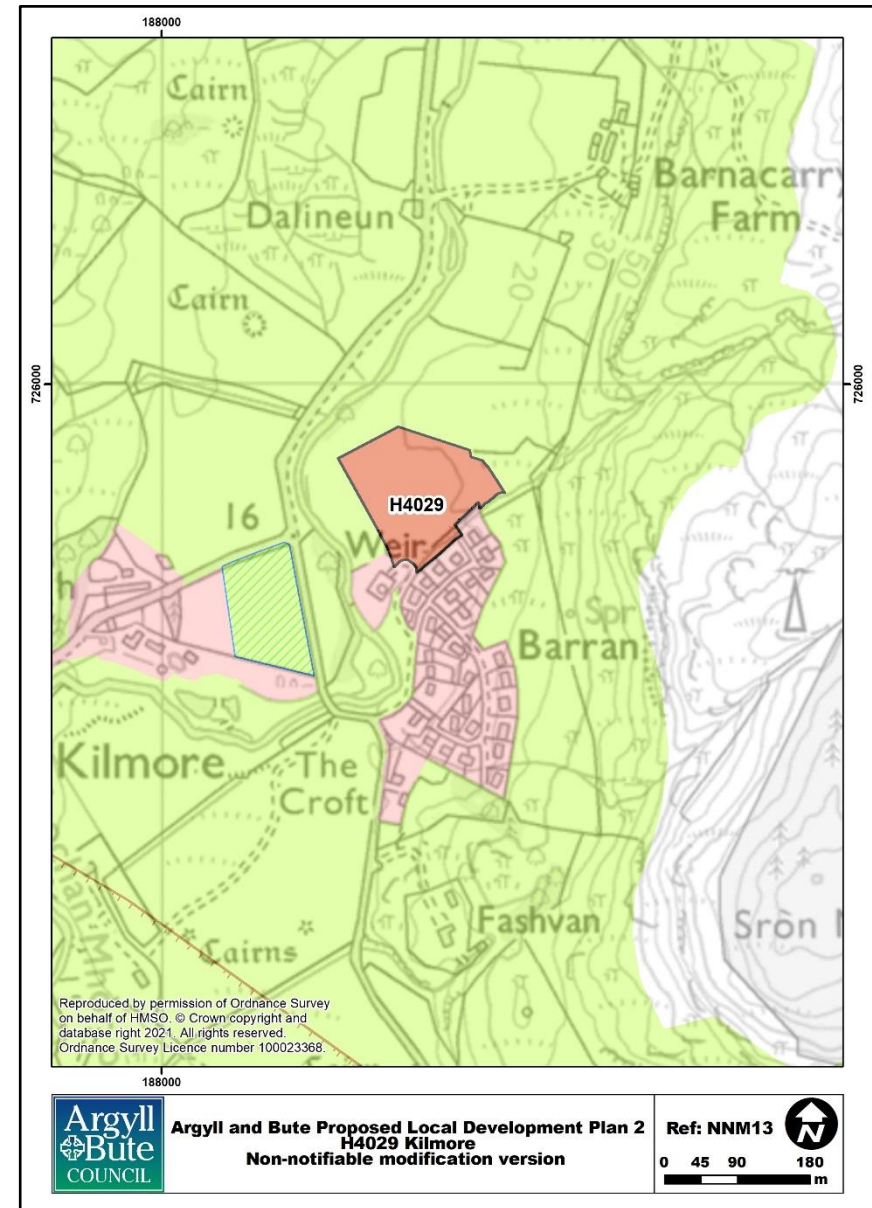 188000
Cairn
Barnacarry
Farm
Dalineun
20
30
50
100
Cairn
726000
726000
H4029
16
Weir
h
Spr
Barran
Kilmore
The
Croft
Fashvan
Sròn
Cairns
Reproduced by permission of Ordnance Survey
on behalf of HMSO. © Crown copyright and
database right 2021. All rights reserved.
Ordnance Survey Licence number 100023368.
188000
Argyll
&Bute
COUNCIL
Argyll and Bute Proposed Local Development Plan 2
H4029 Kilmore
Non-notifiable modification version
Ref: NNM13
N
0 45 90 180
m